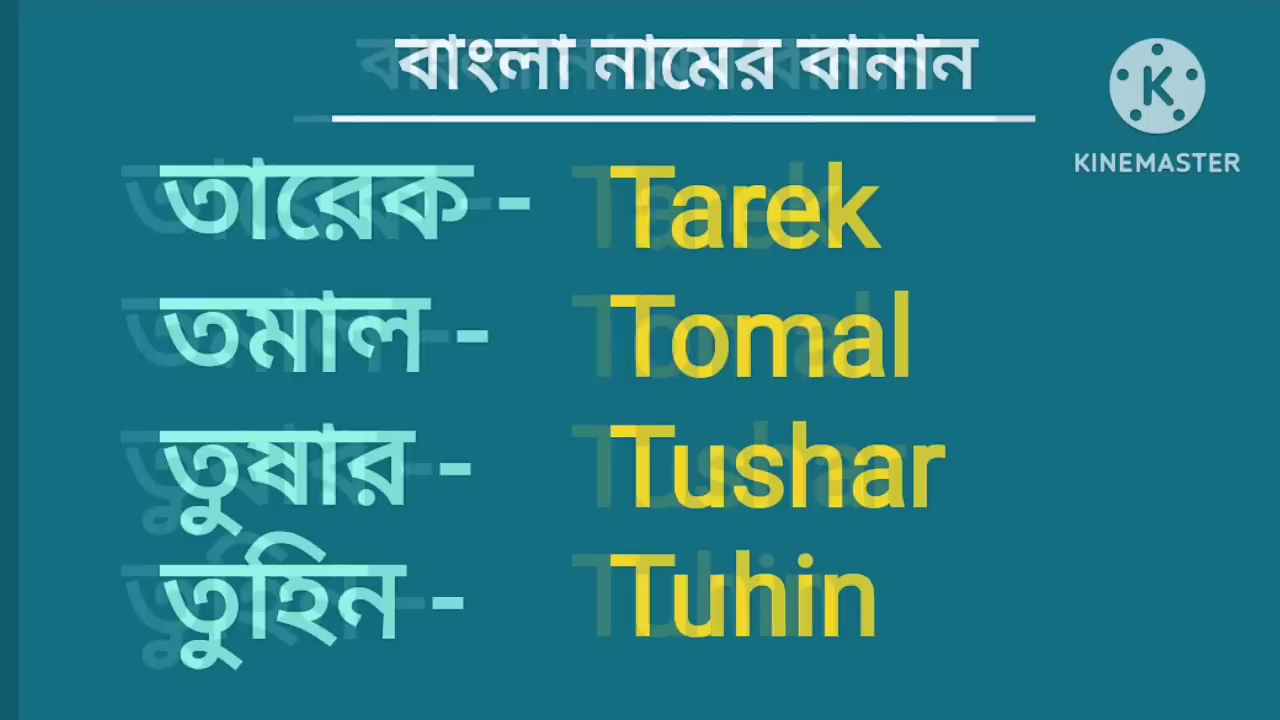 বাংলা নামের বানান
KINEMASTER
তারেক - Tarek
তমাল - Tomal
তুষার - Tushar
তুহিন - Tuhin